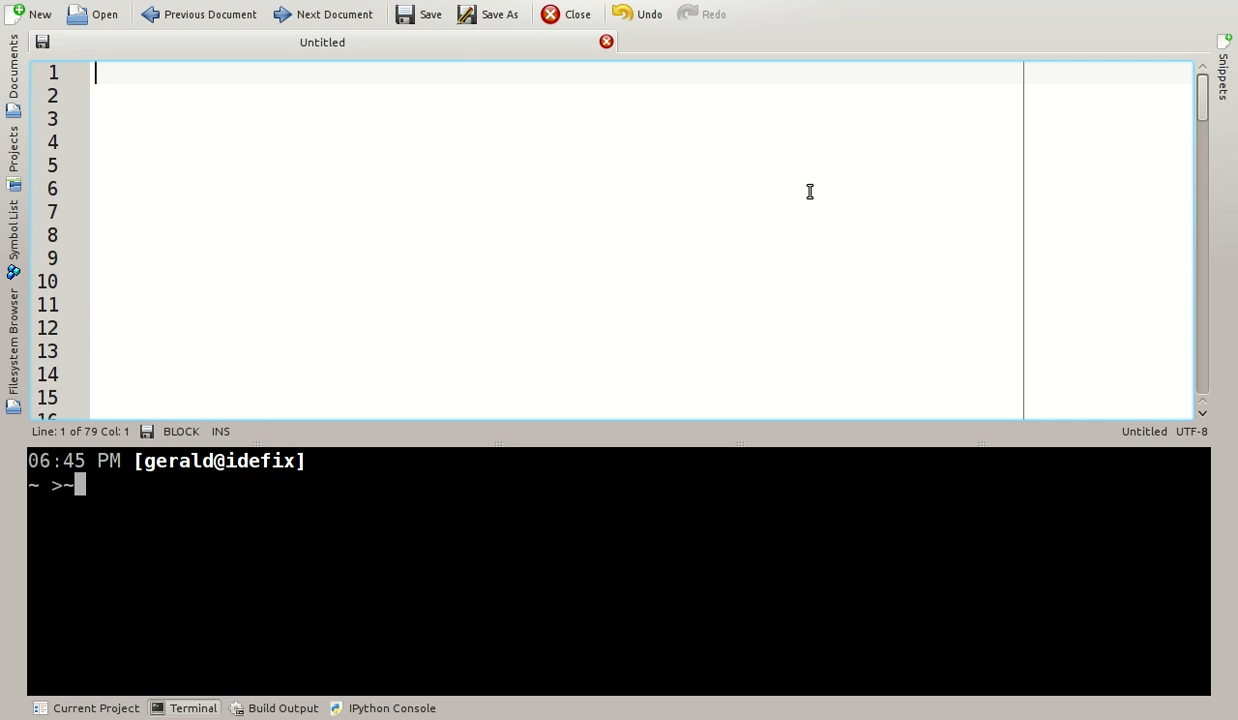 New Open Previous Document Next Document Save Save As Close Undo Redo
Untitled
Documents
Projects
Symbol List
Filesystem Browser
Snippets
1
2
3
4
5
6
7
8
9
10
11
12
13
14
15
16
Line: 1 of 79 Col: 1 BLOCK INS Untitled UTF-8
06:45 PM [gerald@idefix]
~ >~
Current Project Terminal Build Output IPython Console